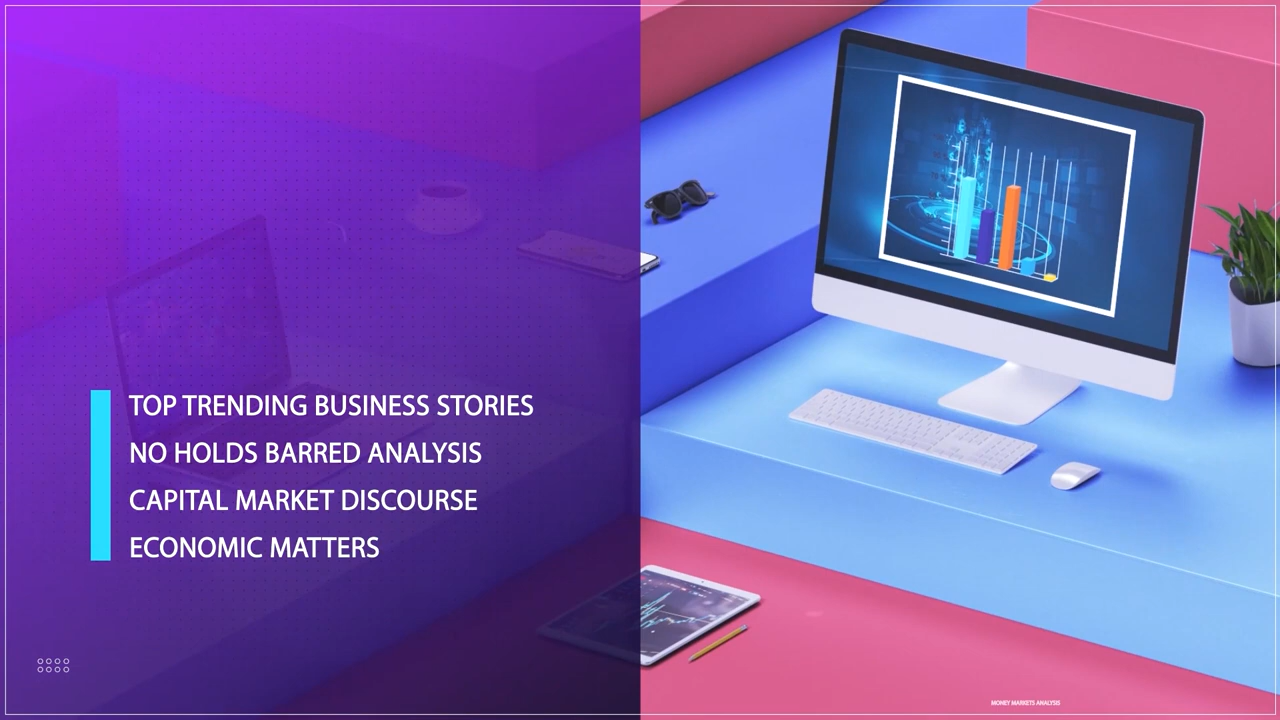 TOP TRENDING BUSINESS STORIES
NO HOLDS BARRED ANALYSIS
CAPITAL MARKET DISCOURSE
ECONOMIC MATTERS
MONEY MARKETS ANALYSIS